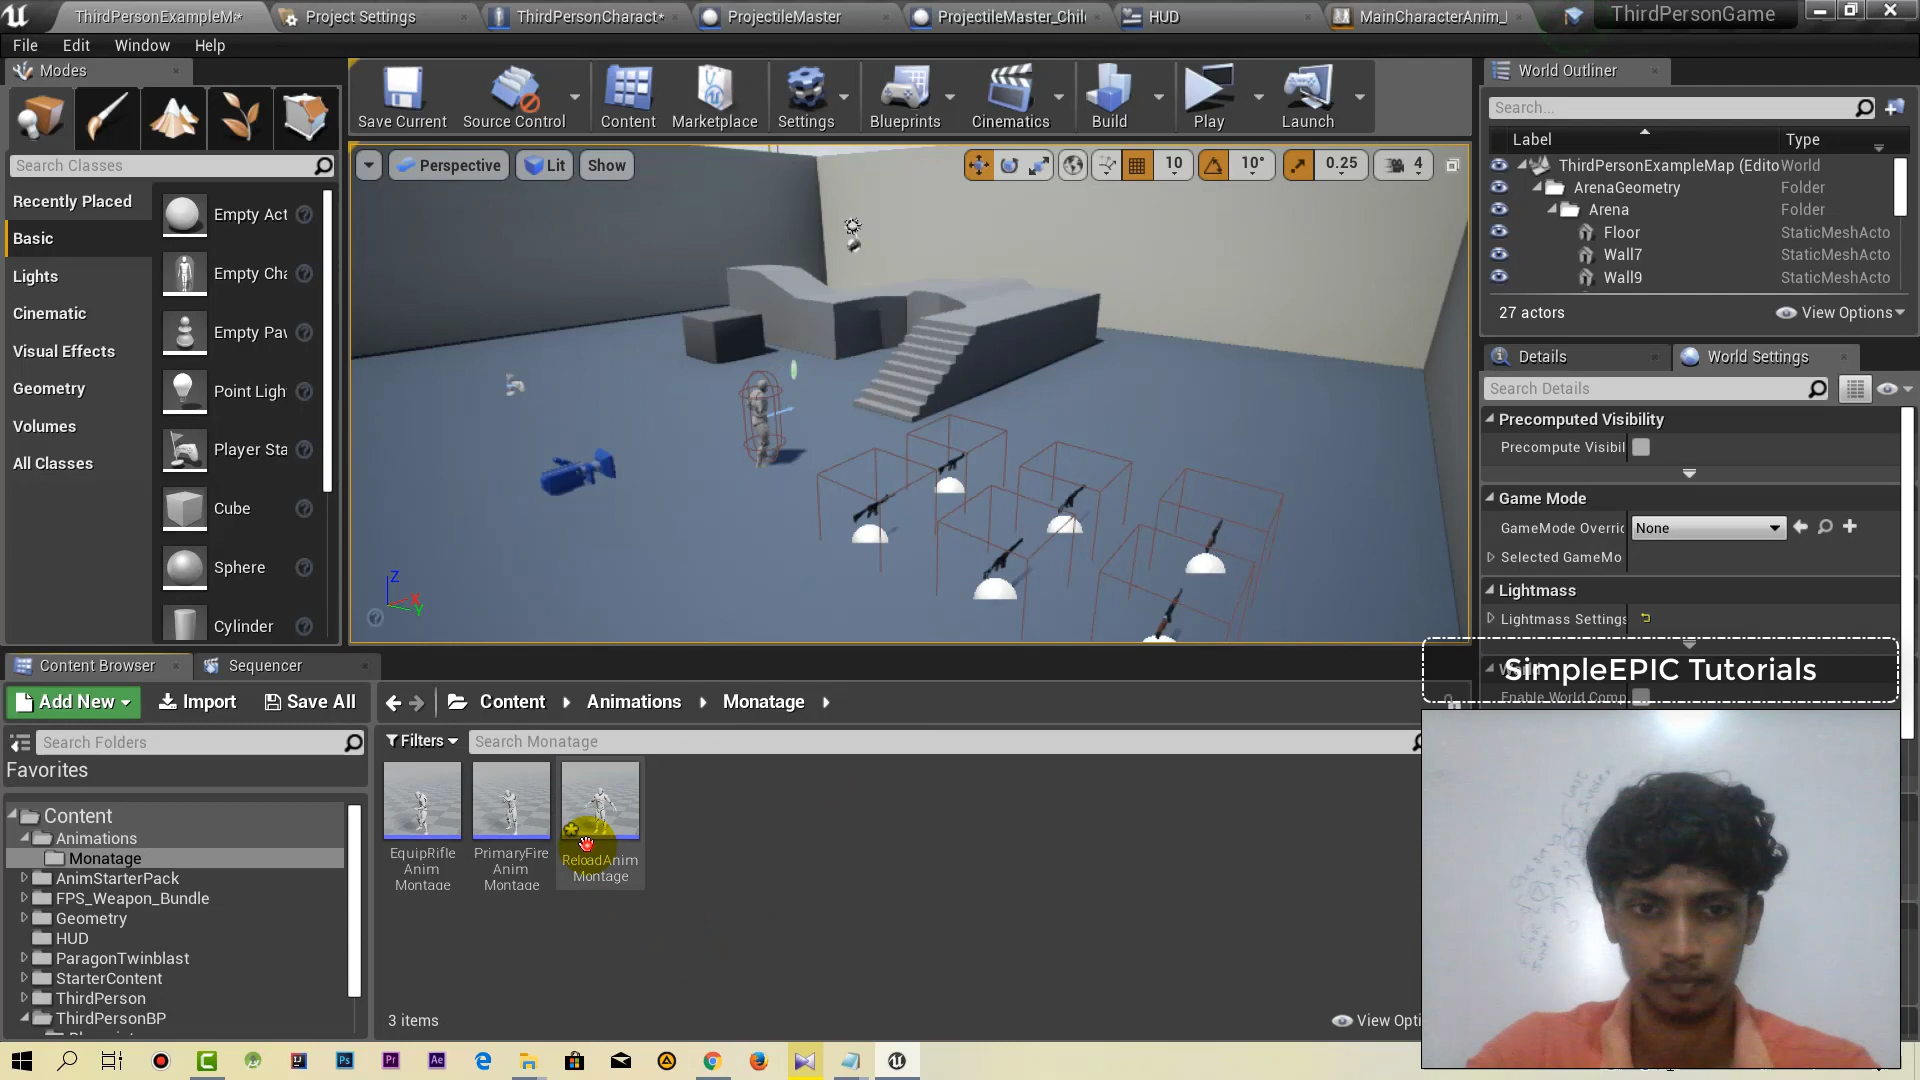 ThirdPersonExampleM*
Project Settings
ThirdPersonCharact*
ProjectileMaster
ProjectileMaster_Chil
HUD
MainCharacterAnim_
ThirdPersonGame
File
Edit
Window
Help
Modes
Save Current
Source Control
Content
Marketplace
Settings
Blueprints
Cinematics
Build
Play
Launch
World Outliner
Search...
Label
Type
ThirdPersonExampleMap (Edito
World
ArenaGeometry
Folder
Arena
Folder
Floor
StaticMeshActo
Wall7
StaticMeshActo
Wall9
StaticMeshActo
27 actors
View Options
Search Classes
Recently Placed
Basic
Lights
Cinematic
Visual Effects
Geometry
Volumes
All Classes
Empty Act
Empty Cha
Empty Pav
Point Ligh
Player Sta
Cube
Sphere
Cylinder
Perspective
Lit
Show
10
10°
0.25
4
Z
X
Y
Details
World Settings
Search Details
Precomputed Visibility
Precompute Visibil
Game Mode
GameMode Overri
None
Selected GameMo
Lightmass
Lightmass Settings
Enable World Comp
SimpleEPIC Tutorials
Content Browser
Sequencer
Add New
Import
Save All
Content
Animations
Monatage
Search Folders
Filters
Search Monatage
Favorites
Content
Animations
Monatage
AnimStarterPack
FPS_Weapon_Bundle
Geometry
HUD
ParagonTwinblast
StarterContent
ThirdPerson
ThirdPersonBP
EquipRifle
Anim
Montage
PrimaryFire
Anim
Montage
ReloadAnim
Montage
3 items
View Opti